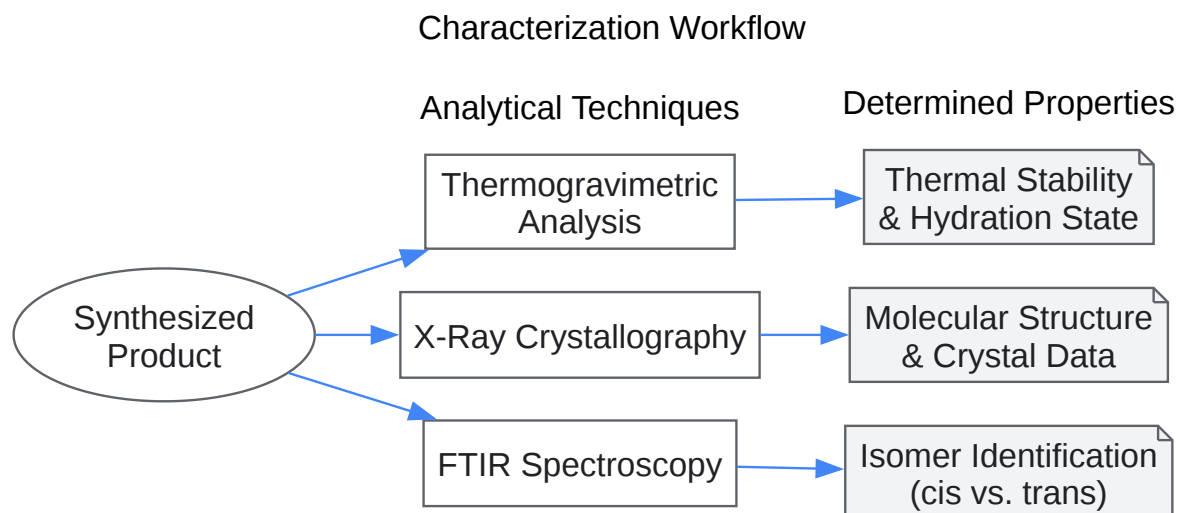 Characterization Workflow
Analytical Techniques
Determined Properties
Thermogravimetric
Analysis
Thermal Stability
& Hydration State
Synthesized
Product
X-Ray Crystallography
Molecular Structure
& Crystal Data
FTIR Spectroscopy
Isomer Identification
(cis vs. trans)